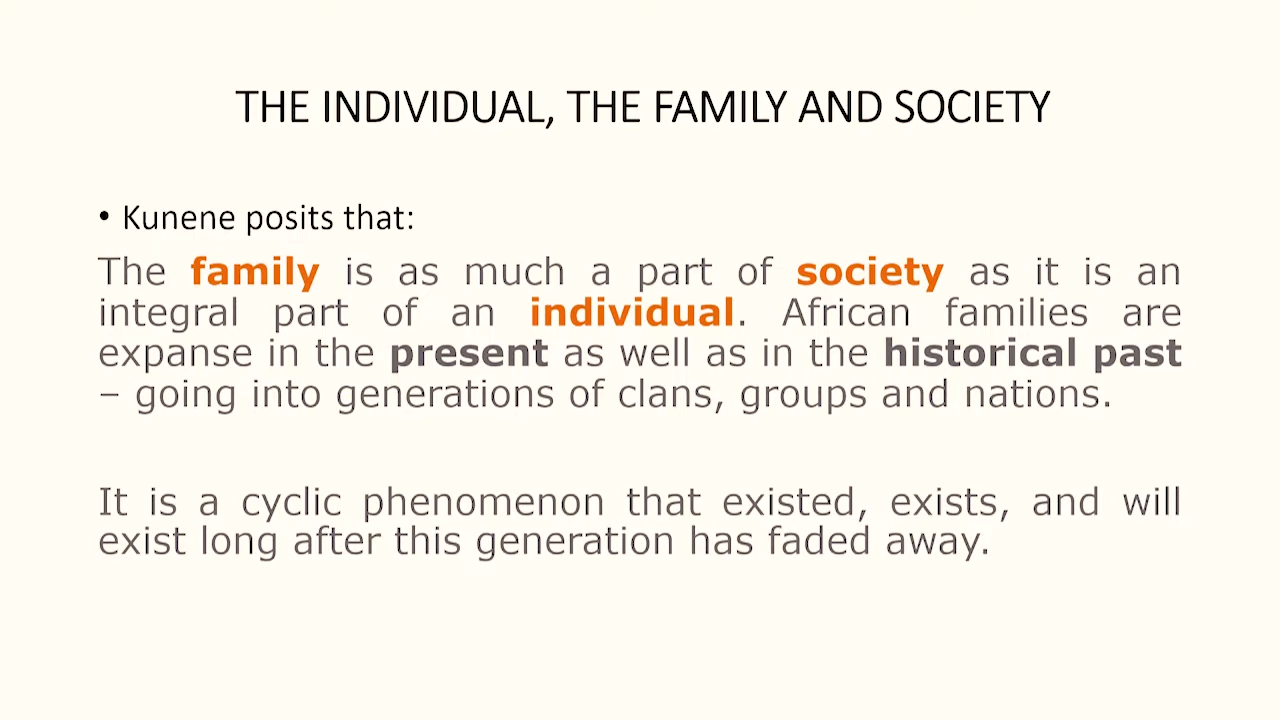 THE INDIVIDUAL, THE FAMILY AND SOCIETY
• Kunene posits that:
The family is as much a part of society as it is an
integral part of an individual. African families are
expanse in the present as well as in the historical past
– going into generations of clans, groups and nations.
It is a cyclic phenomenon that existed, exists, and will
exist long after this generation has faded away.